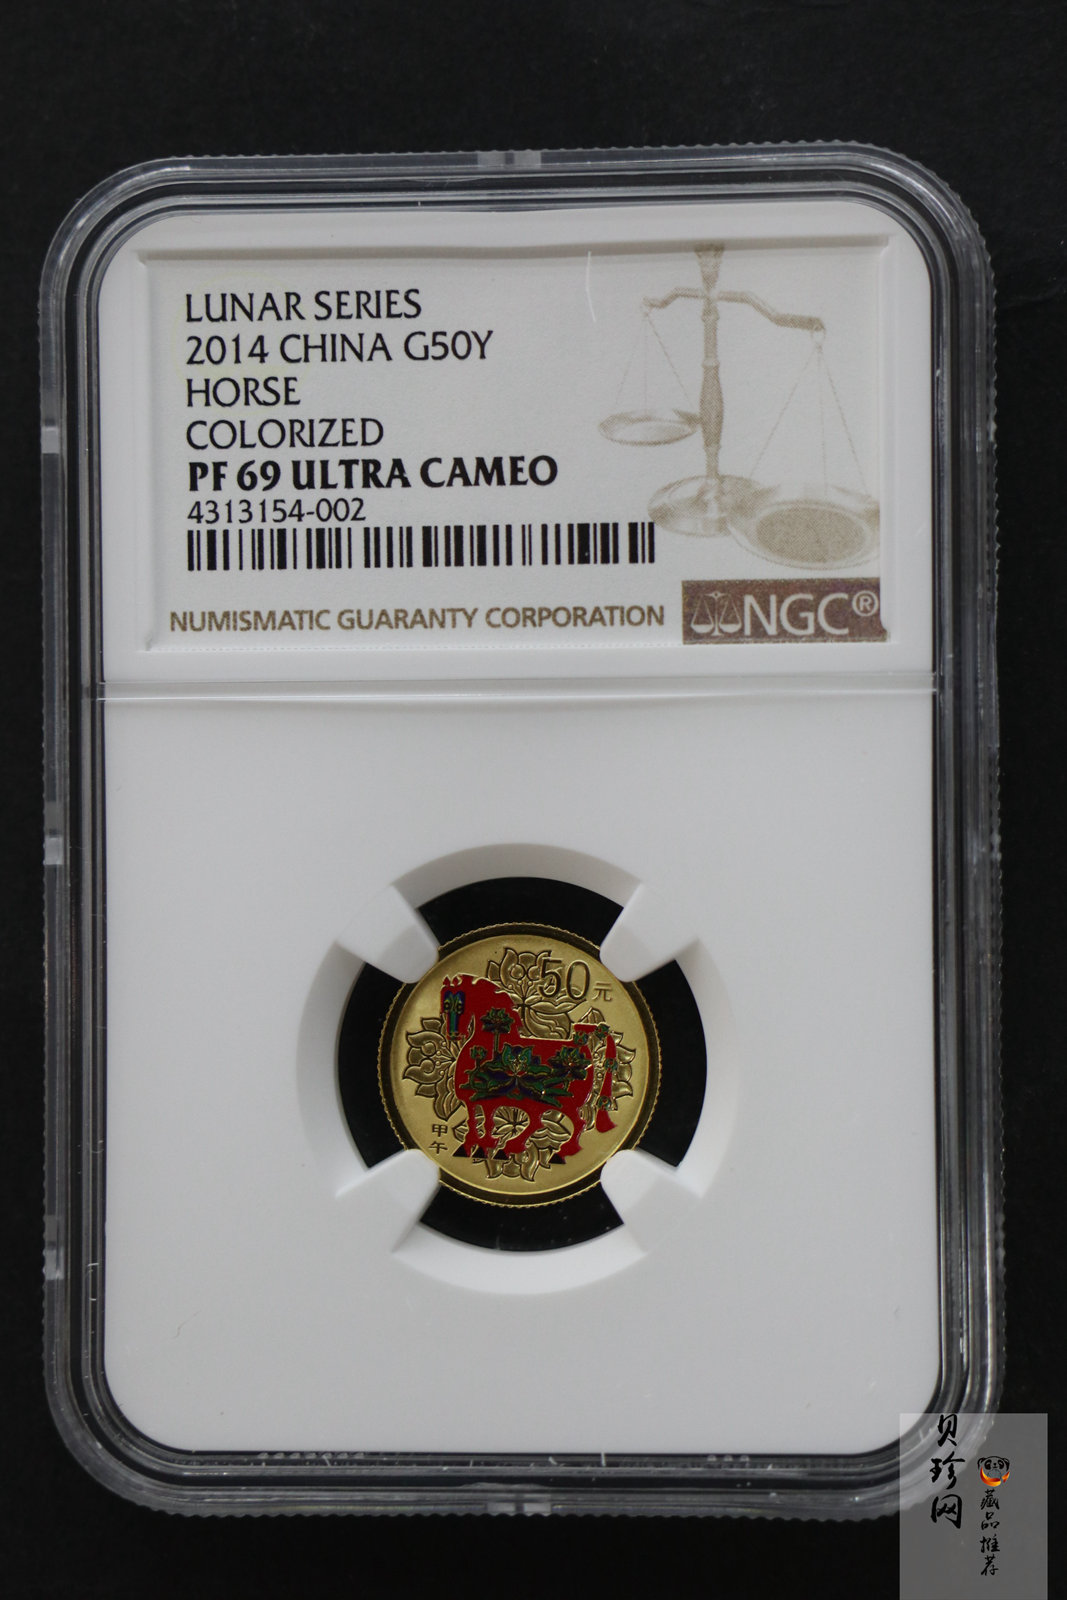 LUNAR SERIES
2014 CHINA G50Y
HORSE
COLORIZED
PF 69 ULTRA CAMEO
4313154-002
NUMISMATIC GUARANTY CORPORATION
NGC®
50元
甲
午
贝珍网
藏品推荐